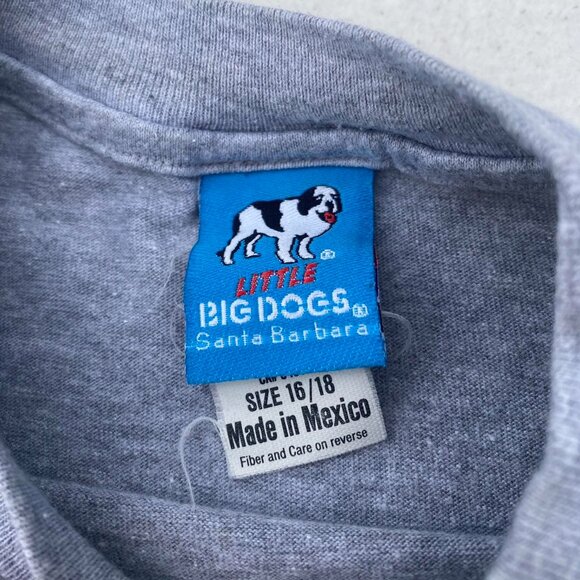 ®
LITTLE
BIG DOGS®
Santa Barbara
SIZE 16/18
Made in Mexico
Fiber and Care on reverse